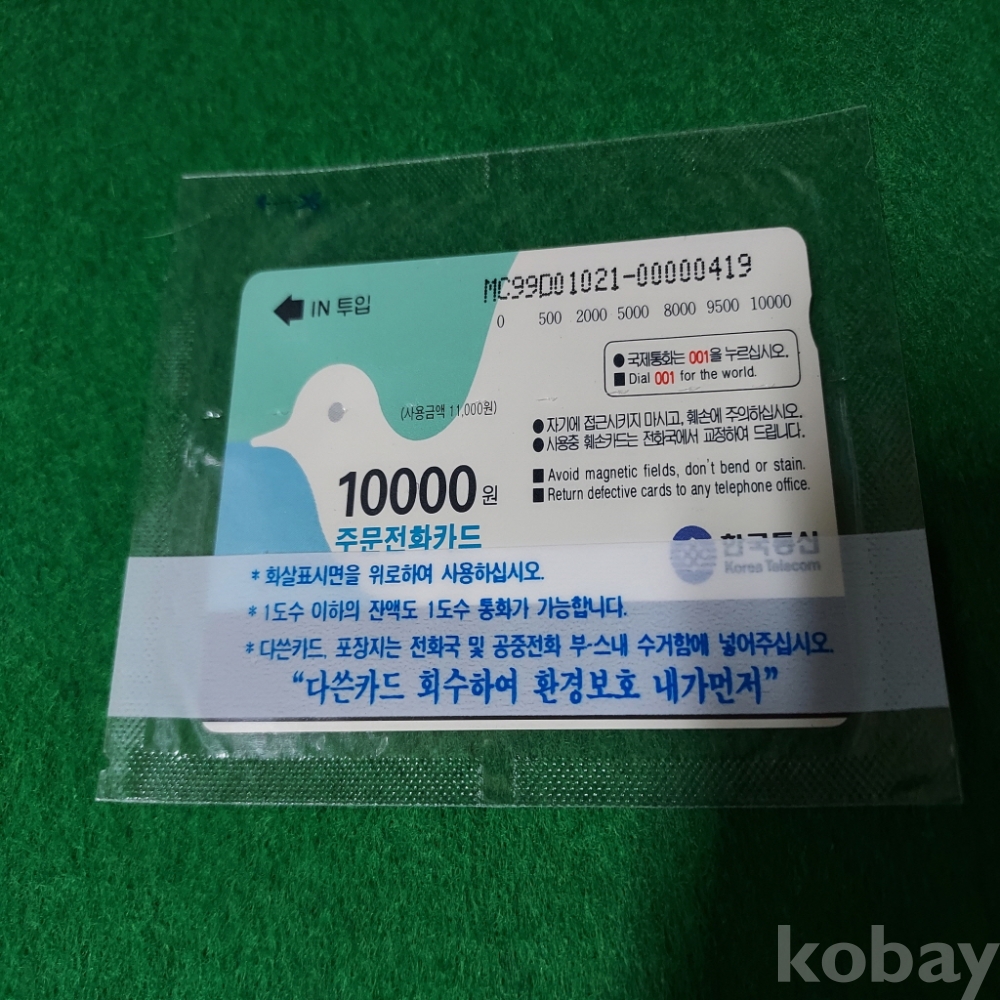 MC99D01021-00000419
IN 투입
0 500 2000 5000 8000 9500 10000
국제통화는 001을 누르십시오.
Dial 001 for the world.
(사용금액 11,000원)
자기에 접근시키지 마시고, 훼손에 주의하십시오.
사용중 훼손카드는 전화국에서 교정하여 드립니다.
10000원
Avoid magnetic fields, don't bend or stain.
Return defective cards to any telephone office.
주문전화카드
한국통신
Korea Telecom
* 화살표시면을 위로하여 사용하십시오.
* 1도수 이하의 잔액도 1도수 통화가 가능합니다.
* 다쓴카드, 포장지는 전화국 및 공중전화 부-스내 수거함에 넣어주십시오.
"다쓴카드 회수하여 환경보호 내가먼저"
kobay